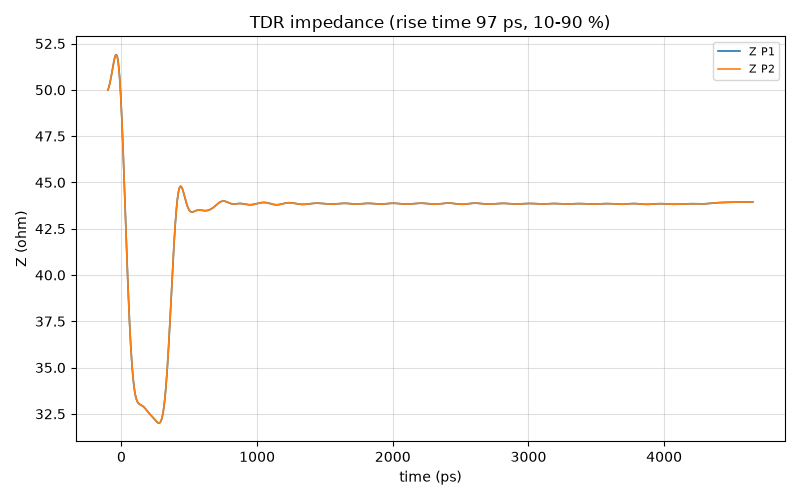 TDR impedance (rise time 97 ps, 10-90 %)
Z P1
Z P2
52.5
50.0
47.5
45.0
42.5
40.0
37.5
35.0
32.5
Z (ohm)
0
1000
2000
3000
4000
time (ps)